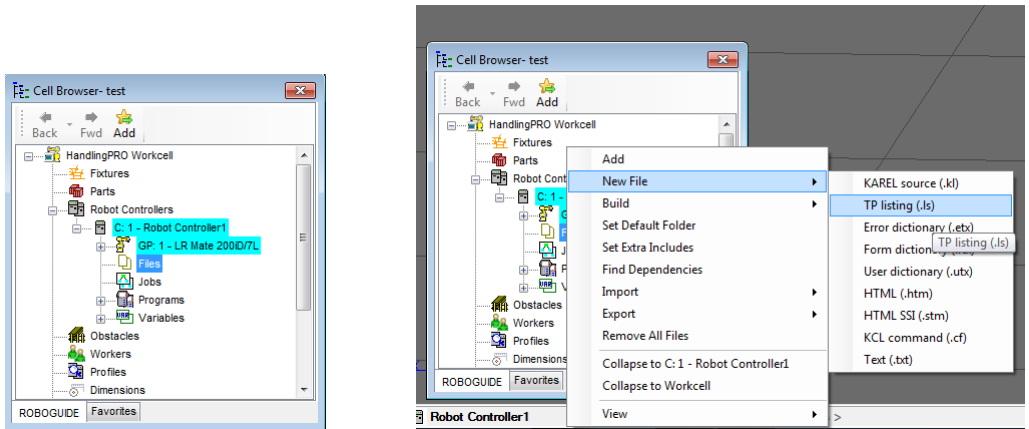 Cell Browser- test
Back Fwd Add
HandlingPRO Workcell
Fixtures
Parts
Robot Controllers
C: 1 - Robot Controller1
GP: 1 - LR Mate 200iD/7L
Files
Jobs
Programs
Variables
Obstacles
Workers
Profiles
Dimensions
ROBOGUIDE Favorites
Cell Browser- test
Back Fwd Add
HandlingPRO Workcell
Fixtures
Parts
Robot Cont
C: 1 -
G
F
J
P
V
Obstacles
Workers
Profiles
Dimensions
ROBOGUIDE Favorites
Robot Controller1
Add
New File
Build
Set Default Folder
Set Extra Includes
Find Dependencies
Import
Export
Remove All Files
Collapse to C: 1 - Robot Controller1
Collapse to Workcell
View
>
KAREL source (.kl)
TP listing (.ls)
Error dictionary (.etx)
Form diction
TP listing (.ls)
User dictionary (.utx)
HTML (.htm)
HTML SSI (.stm)
KCL command (.cf)
Text (.txt)